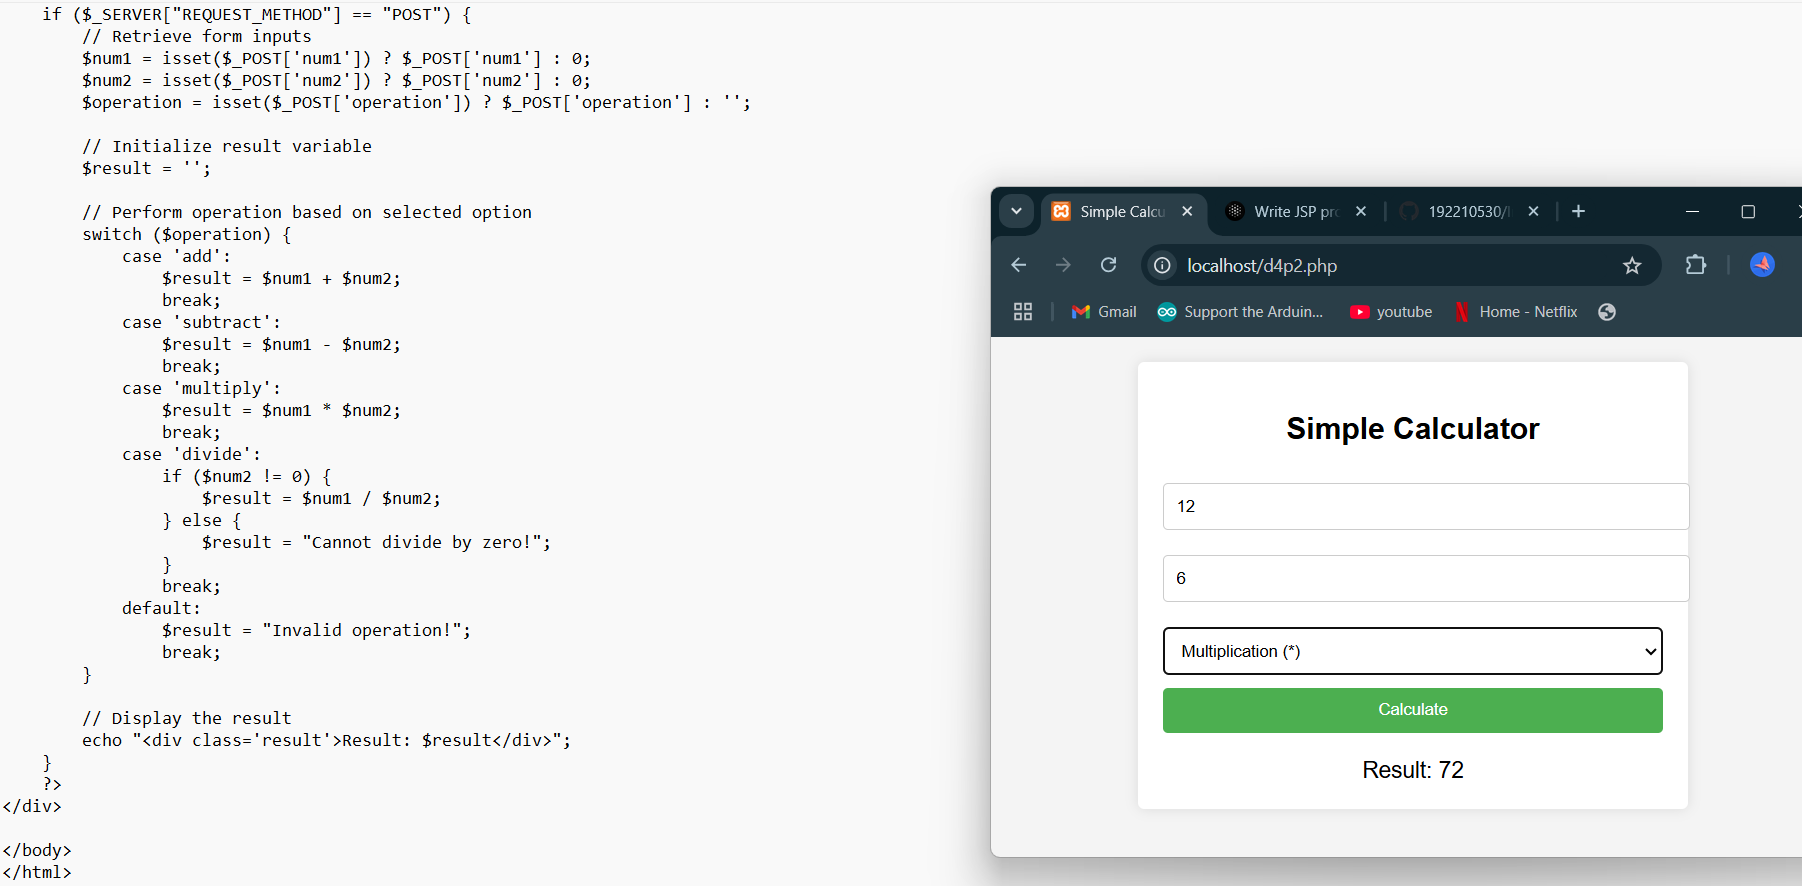 if ($_SERVER["REQUEST_METHOD"] == "POST") {
        // Retrieve form inputs
        $num1 = isset($_POST['num1']) ? $_POST['num1'] : 0;
        $num2 = isset($_POST['num2']) ? $_POST['num2'] : 0;
        $operation = isset($_POST['operation']) ? $_POST['operation'] : '';

        // Initialize result variable
        $result = '';

        // Perform operation based on selected option
        switch ($operation) {
            case 'add':
                $result = $num1 + $num2;
                break;
            case 'subtract':
                $result = $num1 - $num2;
                break;
            case 'multiply':
                $result = $num1 * $num2;
                break;
            case 'divide':
                if ($num2 != 0) {
                    $result = $num1 / $num2;
                } else {
                    $result = "Cannot divide by zero!";
                }
                break;
            default:
                $result = "Invalid operation!";
                break;
        }

        // Display the result
        echo "<div class='result'>Result: $result</div>";
    }
    ?>
</div>

</body>
</html>
Simple Calcu
Write JSP pro
192210530/
localhost/d4p2.php
Gmail
Support the Arduin...
youtube
Home - Netflix
Simple Calculator
12
6
Multiplication (*)
Calculate
Result: 72